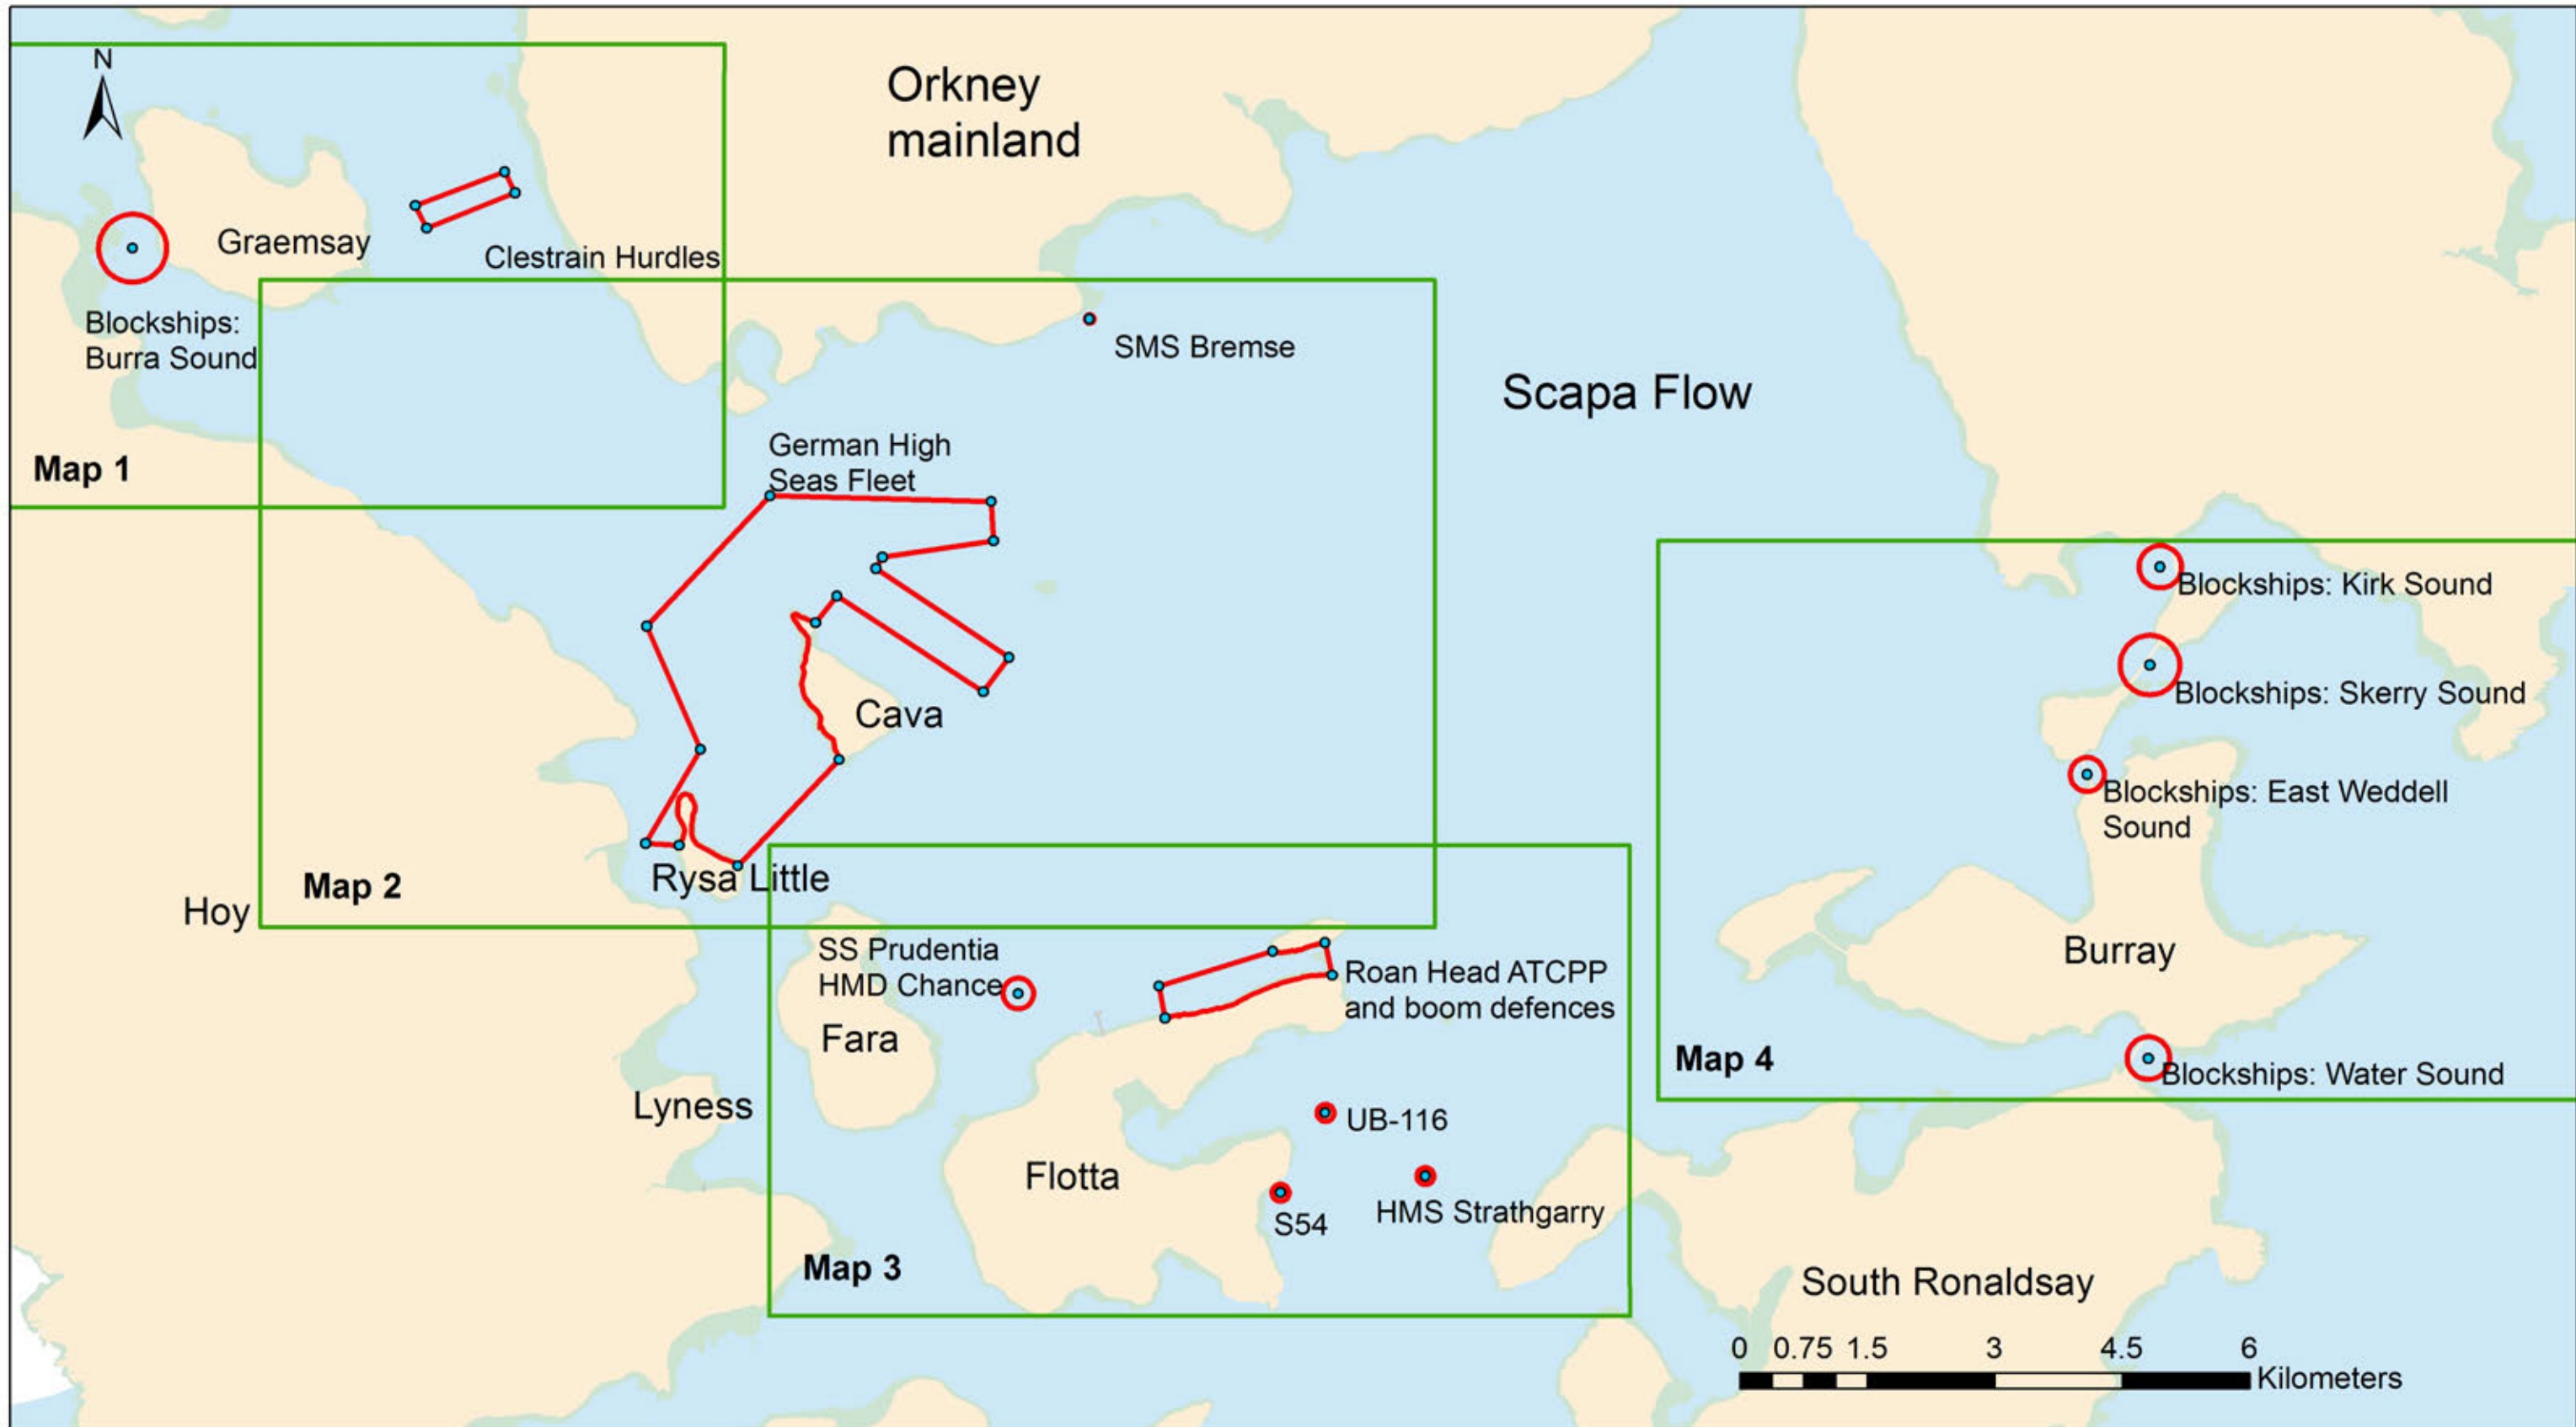 N
Orkney
mainland
Graemsay
Clestrain Hurdles
Blockships:
Burra Sound
SMS Bremse
Scapa Flow
Map 1
German High
Seas Fleet
Blockships: Kirk Sound
Blockships: Skerry Sound
Cava
Blockships: East Weddell
Sound
Rysa Little
Map 2
Hoy
SS Prudentia
HMD Chance
Fara
Roan Head ATCPP
and boom defences
Burray
Map 4
Blockships: Water Sound
Lyness
UB-116
Flotta
S54
HMS Strathgarry
Map 3
South Ronaldsay
0 0.75 1.5 3 4.5 6
Kilometers